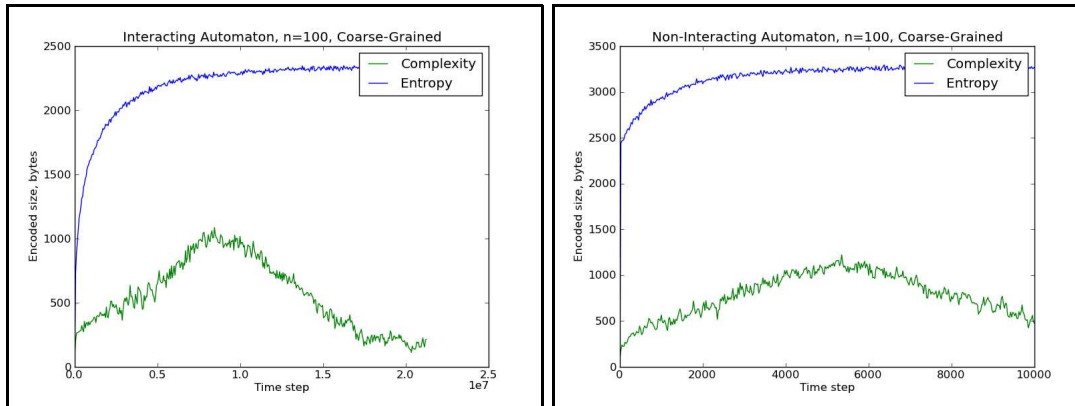 Interacting Automaton, n=100, Coarse-Grained
2500
2000
1500
1000
500
0
Encoded size, bytes
Complexity
Entropy
0.0
0.5
1.0
1.5
2.0
2.5
1e7
Time step
Non-Interacting Automaton, n=100, Coarse-Grained
3500
3000
2500
2000
1500
1000
500
0
Encoded size, bytes
Complexity
Entropy
0
2000
4000
6000
8000
10000
Time step